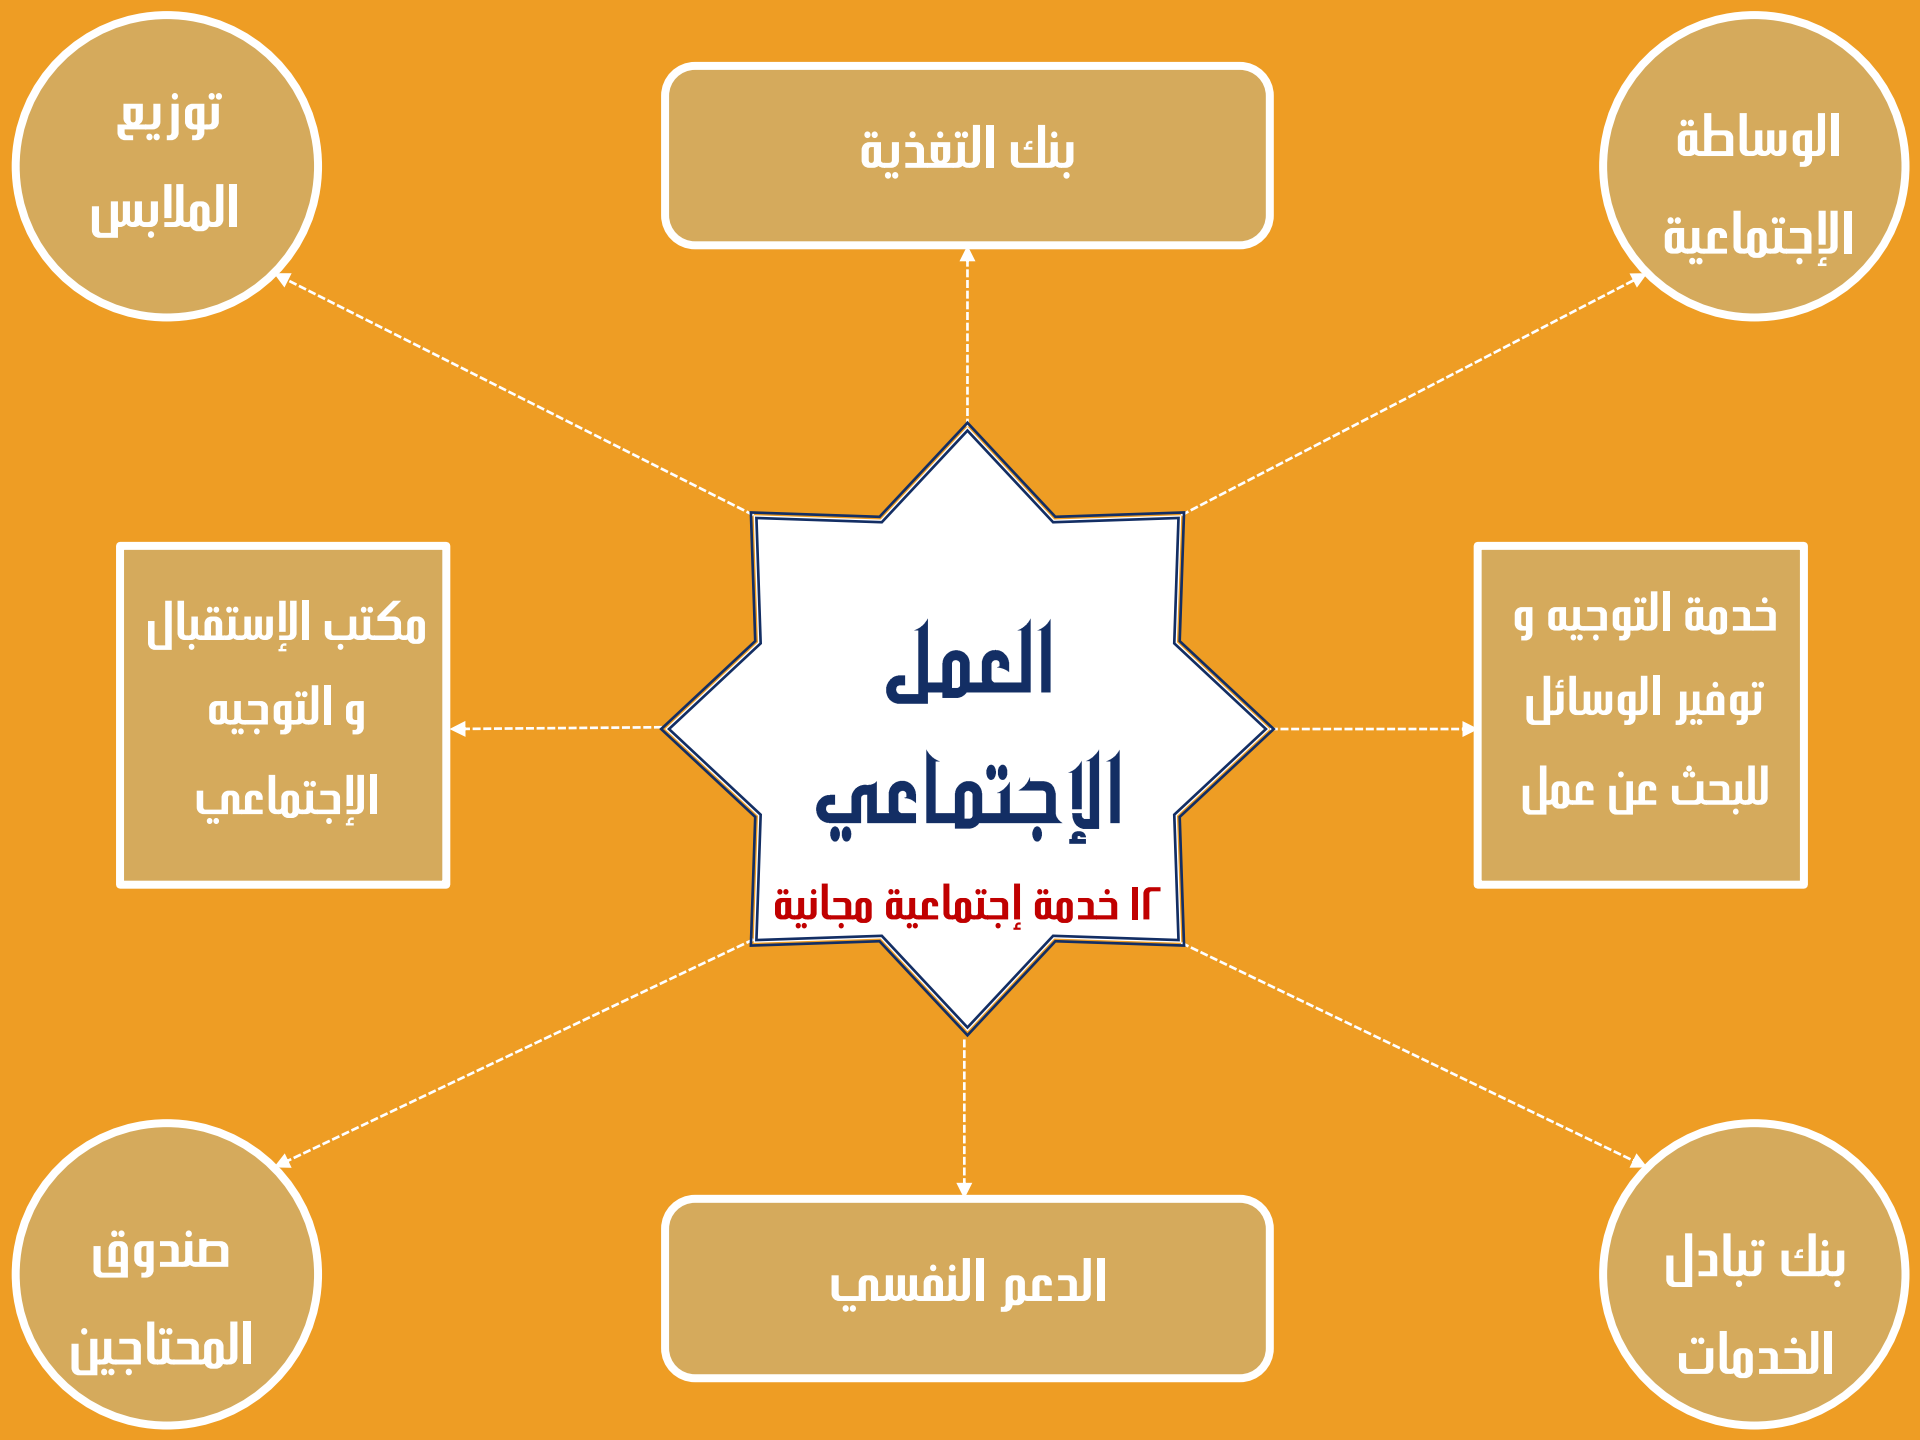 الوساطة
الإجتماعية
بنك التغذية
توزيع
الملابس
خدمة التوجيه و
توفير الوسائل
للبحث عن عمل
العمل
الإجتماعي
١٢ خدمة إجتماعية مجانية
مكتب الإستقبال
و التوجيه
الإجتماعي
بنك تبادل
الخدمات
الدعم النفسي
صندوق
المحتاجين